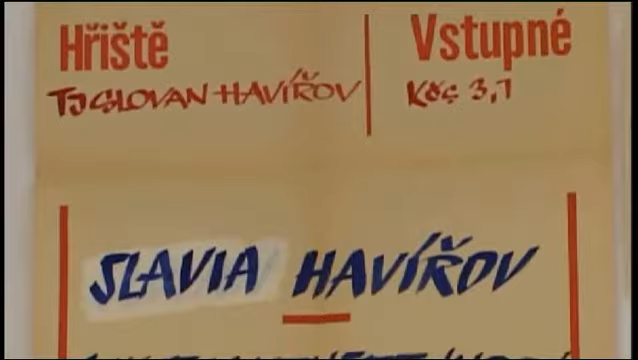 Hřiště
TJ SLOVAN HAVÍŘOV
Vstupné
Kčs 3,1
SLAVIA HAVÍŘOV